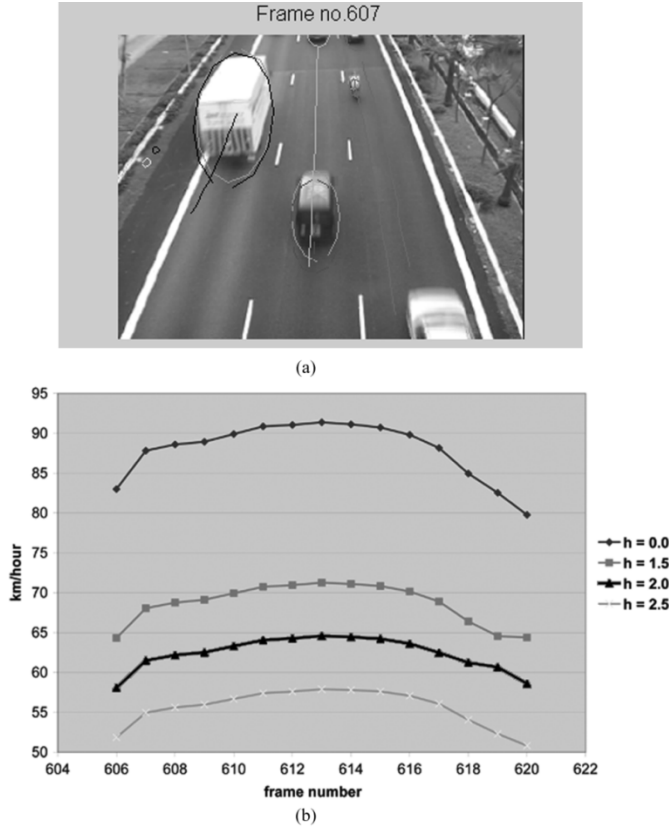 Frame no.607
(a)
95
90
85
80
75
70
65
60
55
50
km/hour
604 606 608 610 612 614 616 618 620 622
frame number
h = 0.0
h = 1.5
h = 2.0
h = 2.5
(b)